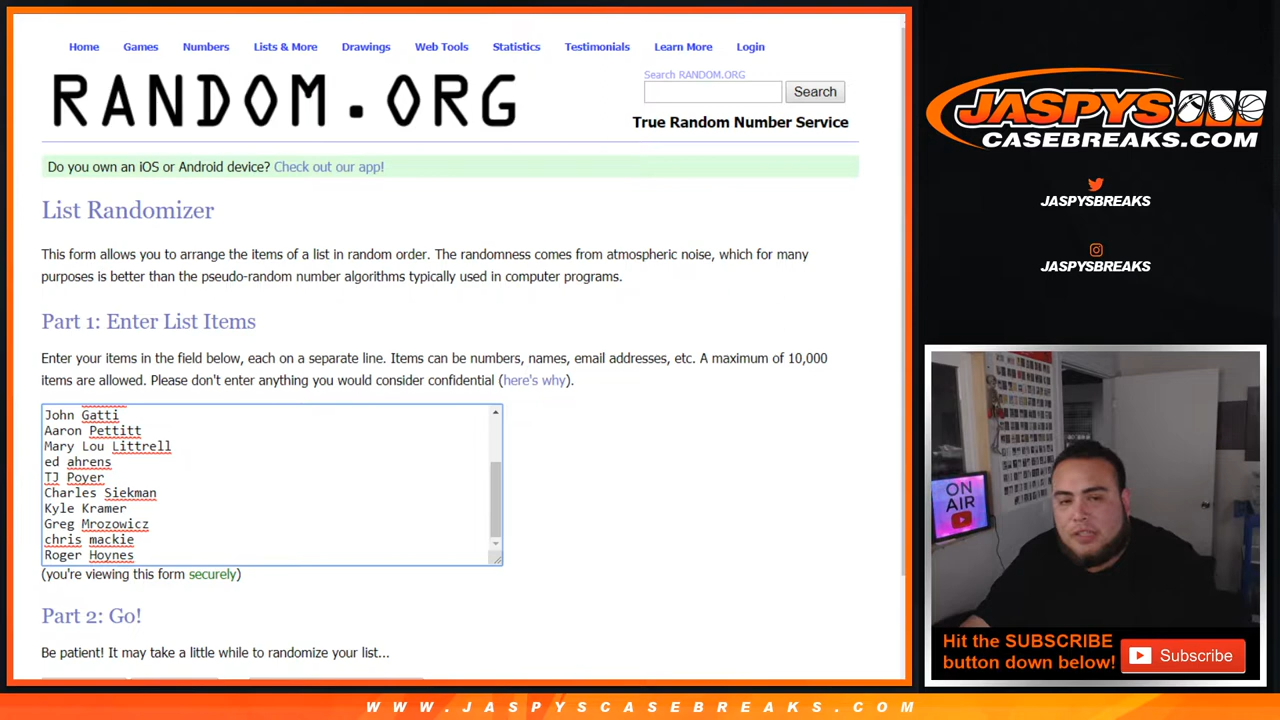 Home Games Numbers Lists & More Drawings Web Tools Statistics Testimonials Learn More Login
RANDOM.ORG
Search RANDOM.ORG
Search
True Random Number Service
Do you own an iOS or Android device? Check out our app!
List Randomizer
This form allows you to arrange the items of a list in random order. The randomness comes from atmospheric noise, which for many
purposes is better than the pseudo-random number algorithms typically used in computer programs.
Part 1: Enter List Items
Enter your items in the field below, each on a separate line. Items can be numbers, names, email addresses, etc. A maximum of 10,000
items are allowed. Please don't enter anything you would consider confidential (here's why).
John Gatti
Aaron Pettitt
Mary Lou Littrell
ed ahrens
TJ Poyer
Charles Siekman
Kyle Kramer
Greg Mrozowicz
chris mackie
Roger Hoynes
(you're viewing this form securely)
Part 2: Go!
Be patient! It may take a little while to randomize your list...
JASPYS
CASEBREAKS.COM
JASPYSBREAKS
JASPYSBREAKS
ON
AIR
Hit the SUBSCRIBE
button down below!
Subscribe
WWW.JASPYSCASEBREAKS.COM